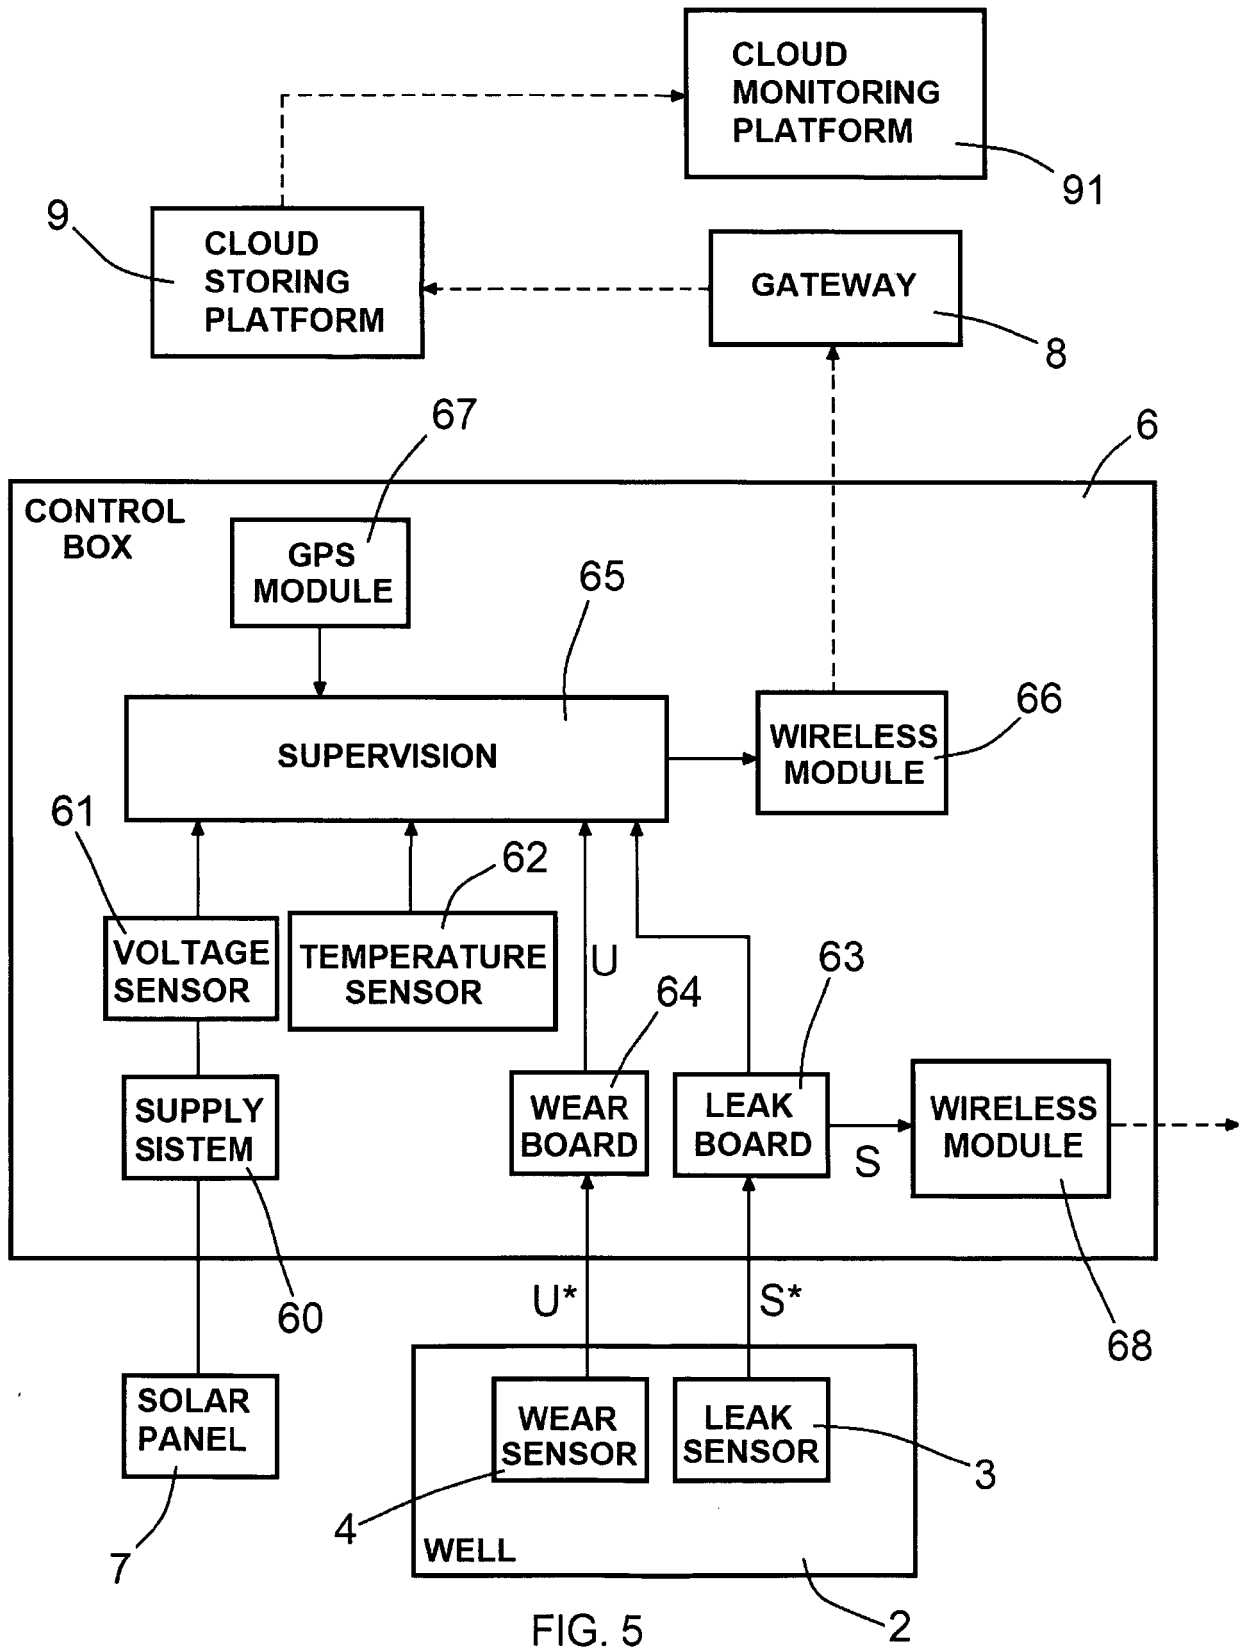 CLOUD
MONITORING
PLATFORM
91
9
CLOUD
STORING
PLATFORM
GATEWAY
8
67
6
CONTROL
BOX
GPS
MODULE
65
SUPERVISION
WIRELESS
MODULE
66
61
62
VOLTAGE
SENSOR
TEMPERATURE
SENSOR
U
64
63
SUPPLY
SISTEM
WEAR
BOARD
LEAK
BOARD
S
WIRELESS
MODULE
60
U*
S*
68
SOLAR
PANEL
7
WEAR
SENSOR
LEAK
SENSOR
4
3
WELL
2
FIG. 5